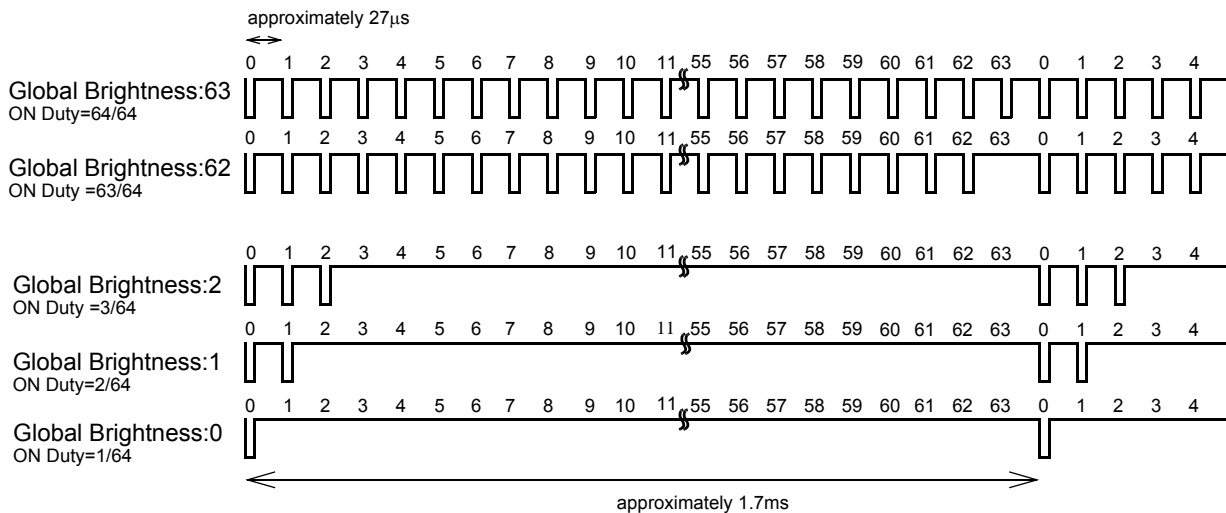 approximately 27μs
0 1 2 3 4 5 6 7 8 9 10 11 55 56 57 58 59 60 61 62 63 0 1 2 3 4
Global Brightness:63
ON Duty=64/64
0 1 2 3 4 5 6 7 8 9 10 11 55 56 57 58 59 60 61 62 63 0 1 2 3 4
Global Brightness:62
ON Duty =63/64
0 1 2 3 4 5 6 7 8 9 10 11 55 56 57 58 59 60 61 62 63 0 1 2 3 4
Global Brightness:2
ON Duty =3/64
0 1 2 3 4 5 6 7 8 9 10 11 55 56 57 58 59 60 61 62 63 0 1 2 3 4
Global Brightness:1
ON Duty=2/64
0 1 2 3 4 5 6 7 8 9 10 11 55 56 57 58 59 60 61 62 63 0 1 2 3 4
Global Brightness:0
ON Duty=1/64
approximately 1.7ms